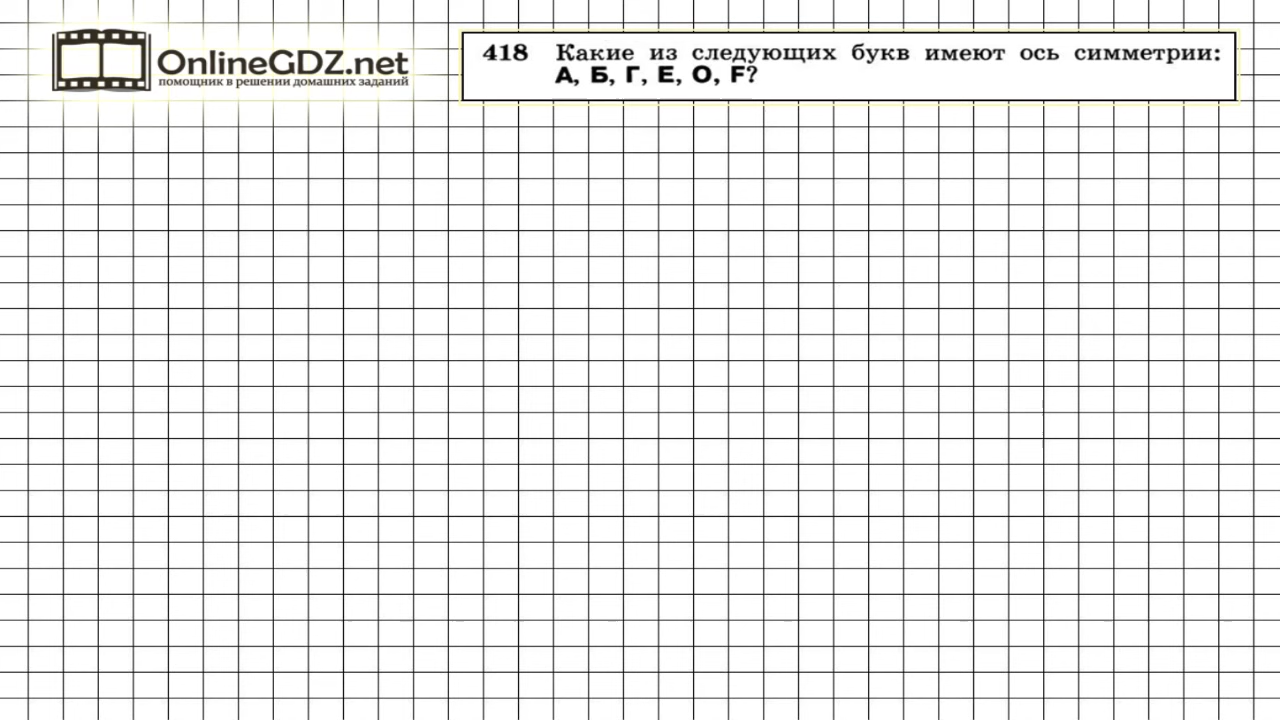 OnlineGDZ.net
помощник в решении домашних заданий
418 Какие из следующих букв имеют ось симметрии:
А, Б, Г, Е, О, F?